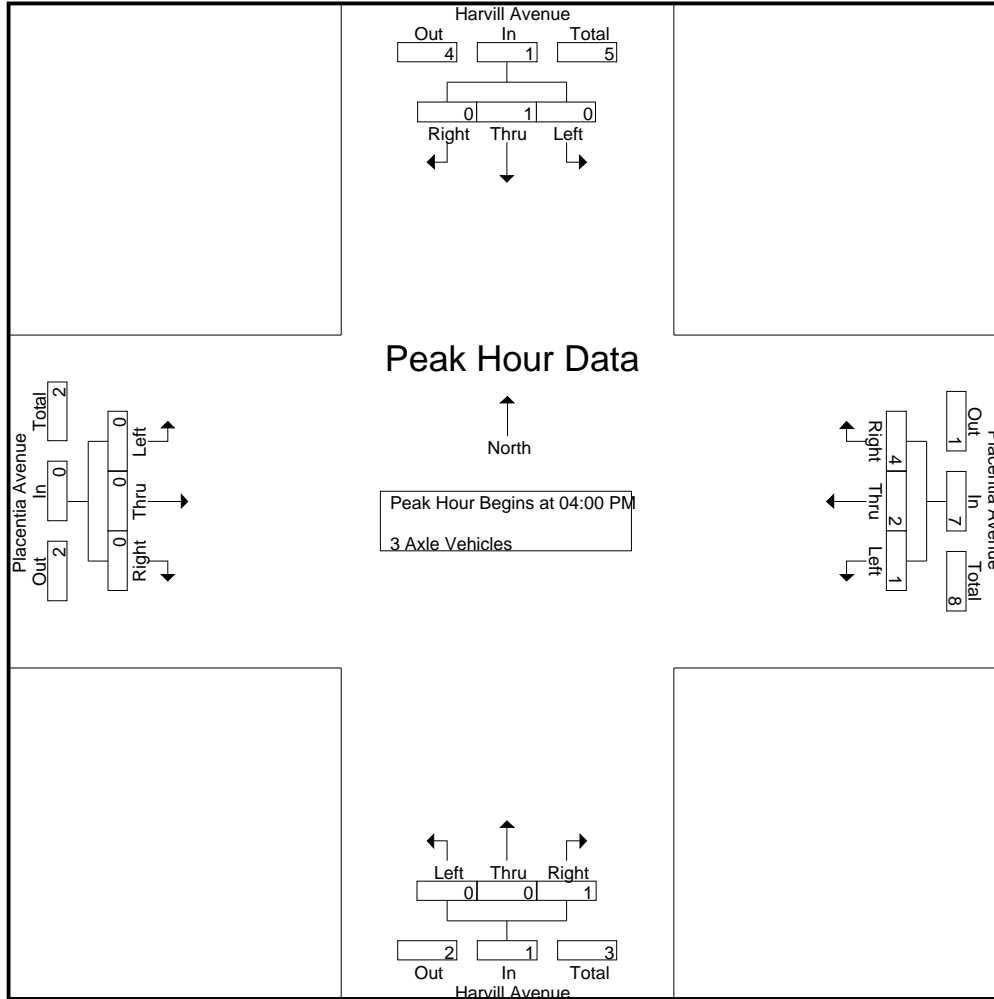 Harvill Avenue
Out In Total
4 1 5
0 1 0
Right Thru Left
Peak Hour Data
North
Peak Hour Begins at 04:00 PM
3 Axle Vehicles
Placentia Avenue
Total In Out
2 0 2
0 0 0
Left Thru Right
Right Thru Left
4 2 1
1 7 8
Out In Total
Placentia Avenue
Left Thru Right
0 0 1
2 1 3
Out In Total
Harvill Avenue